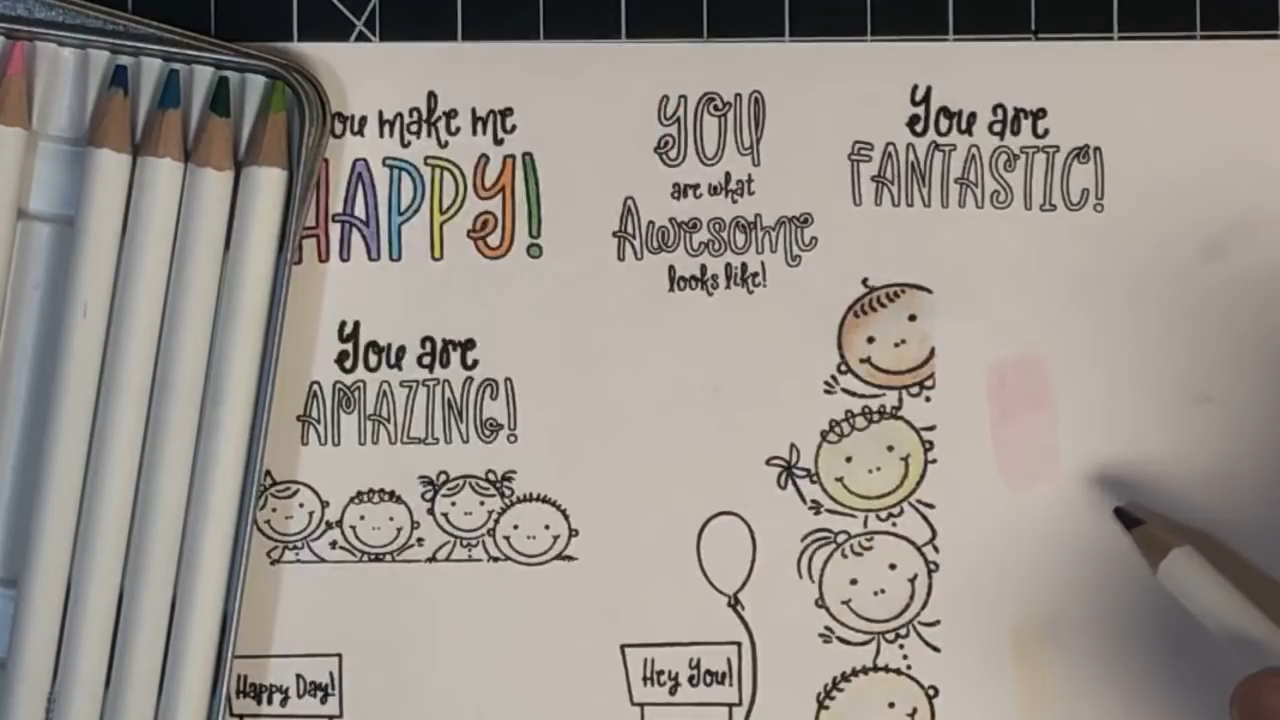 ou make me
HAPPY!
YOU
are what
Awesome
looks like!
You are
FANTASTIC!
You are
AMAZING!
Happy Day!
Hey You!